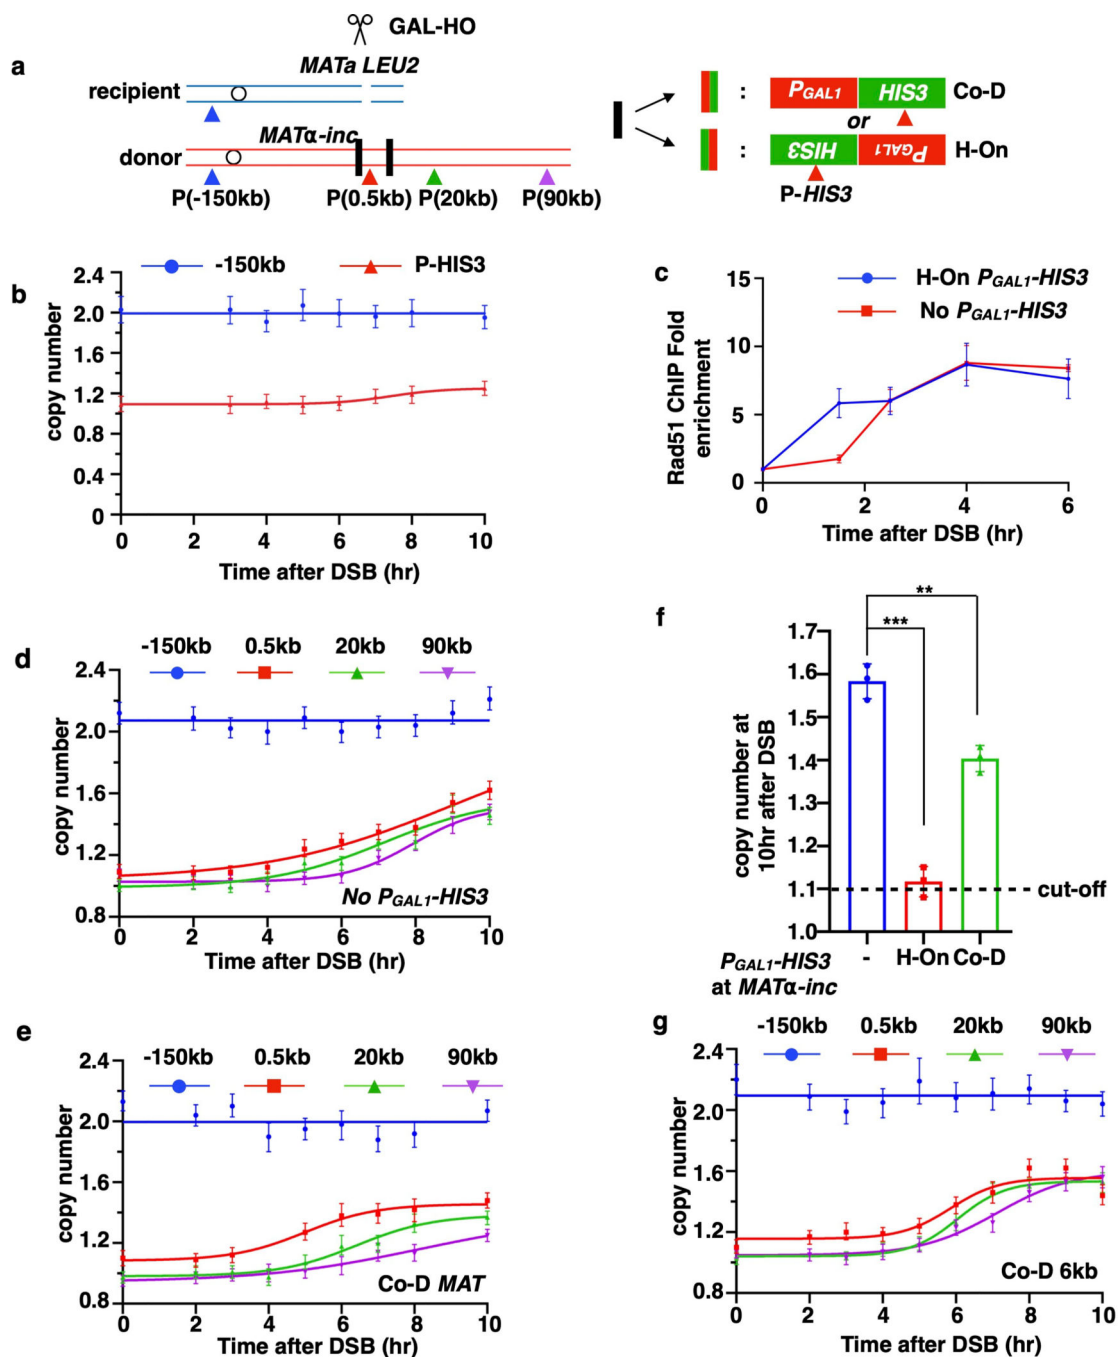 GAL-HO
a
MATa LEU2
recipient
MATα-inc
donor
P(-150kb) P(0.5kb) P(20kb) P(90kb)
: PGAL1 HIS3 Co-D
or
: HIS3 PGAL1 H-On
P-HIS3
b
-150kb P-HIS3
copy number
2.4
2.0
1.6
1.2
0.8
0.4
0
0 2 4 6 8 10
Time after DSB (hr)
c
H-On PGAL1-HIS3
No PGAL1-HIS3
Rad51 ChIP Fold
enrichment
15
10
5
0
0 2 4 6
Time after DSB (hr)
d
-150kb 0.5kb 20kb 90kb
copy number
2.4
2.0
1.6
1.2
0.8
No PGAL1-HIS3
0 2 4 6 8 10
Time after DSB (hr)
f
**
***
copy number at
10hr after DSB
1.7
1.6
1.5
1.4
1.3
1.2
1.1
1.0
cut-off
PGAL1-HIS3 - H-On Co-D
at MATα-inc
e
-150kb 0.5kb 20kb 90kb
copy number
2.4
2.0
1.6
1.2
0.8
Co-D MAT
0 2 4 6 8 10
Time after DSB (hr)
g
-150kb 0.5kb 20kb 90kb
copy number
2.4
2.0
1.6
1.2
0.8
Co-D 6kb
0 2 4 6 8 10
Time after DSB (hr)